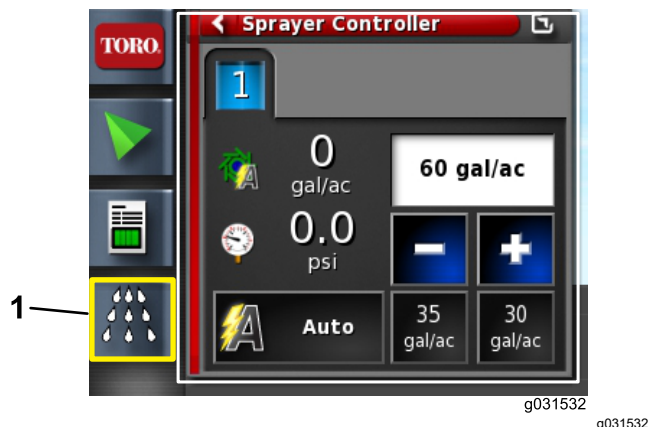 TORO.
Sprayer Controller
1
0
gal/ac
60 gal/ac
0.0
psi
Auto
35
gal/ac
30
gal/ac
1
g031532
g031532